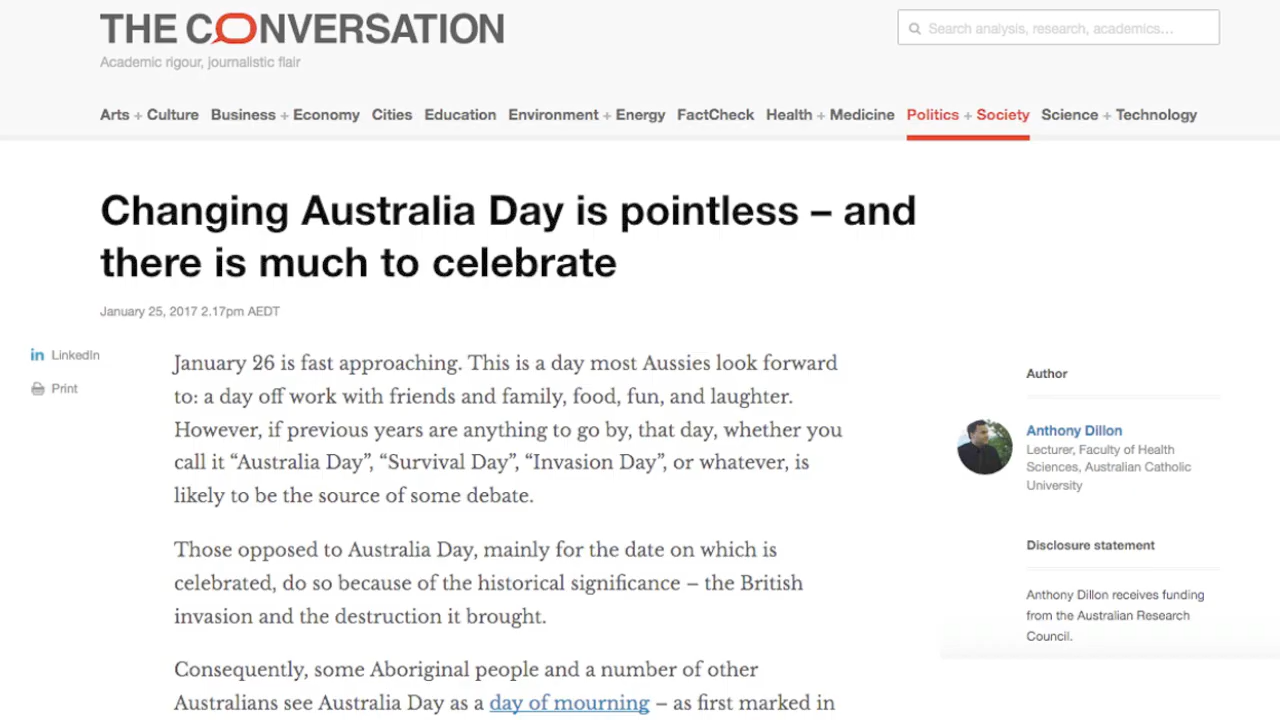 THE CONVERSATION
Search analysis, research, academics...
Academic rigour, journalistic flair
Arts + Culture Business + Economy Cities Education Environment + Energy FactCheck Health + Medicine Politics + Society Science + Technology
Changing Australia Day is pointless – and
there is much to celebrate
January 25, 2017 2.17pm AEDT
in LinkedIn
Print
January 26 is fast approaching. This is a day most Aussies look forward
to: a day off work with friends and family, food, fun, and laughter.
However, if previous years are anything to go by, that day, whether you
call it “Australia Day”, “Survival Day”, “Invasion Day”, or whatever, is
likely to be the source of some debate.
Those opposed to Australia Day, mainly for the date on which is
celebrated, do so because of the historical significance – the British
invasion and the destruction it brought.
Consequently, some Aboriginal people and a number of other
Australians see Australia Day as a day of mourning – as first marked in
Author
Anthony Dillon
Lecturer, Faculty of Health
Sciences, Australian Catholic
University
Disclosure statement
Anthony Dillon receives funding
from the Australian Research
Council.